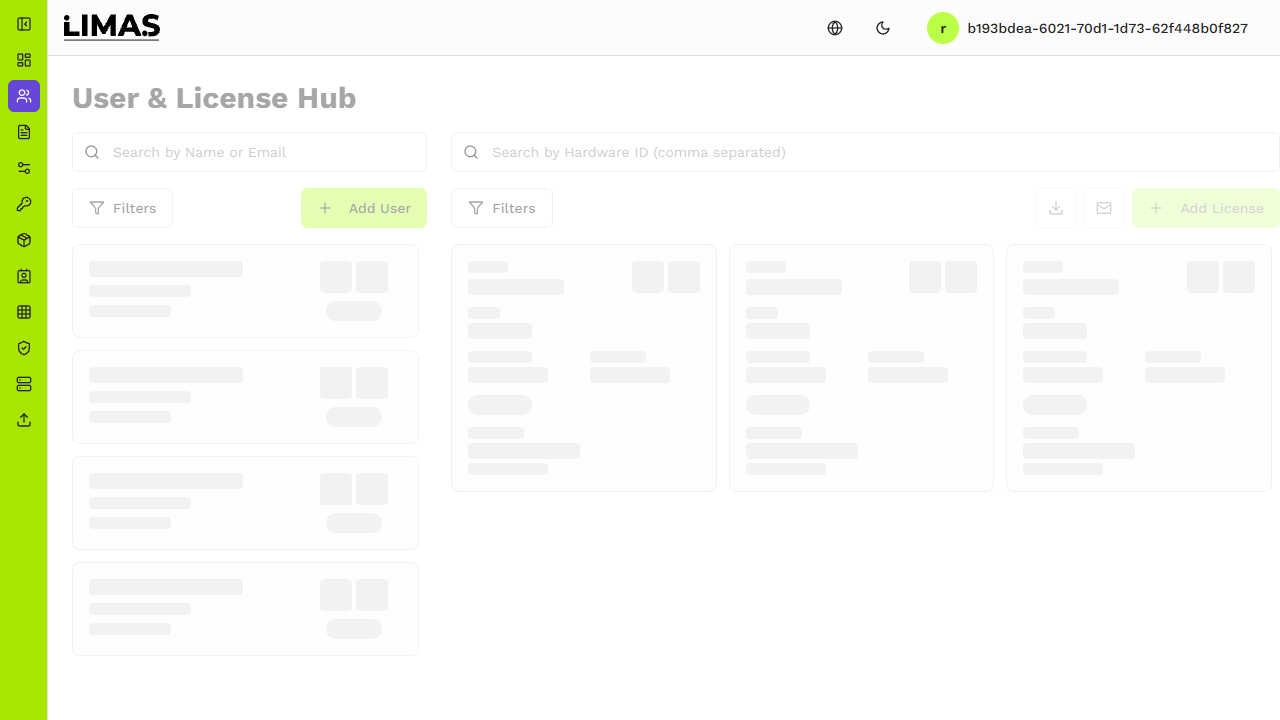 LIMAS
r
b193bdea-6021-70d1-1d73-62f448b0f827
User & License Hub
Search by Name or Email
Search by Hardware ID (comma separated)
Filters
Add User
Filters
Add License